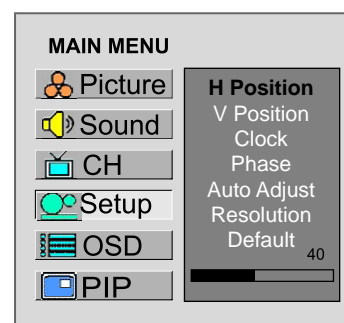 MAIN MENU
Picture
Sound
CH
Setup
OSD
PIP
H Position
V Position
Clock
Phase
Auto Adjust
Resolution
Default
40